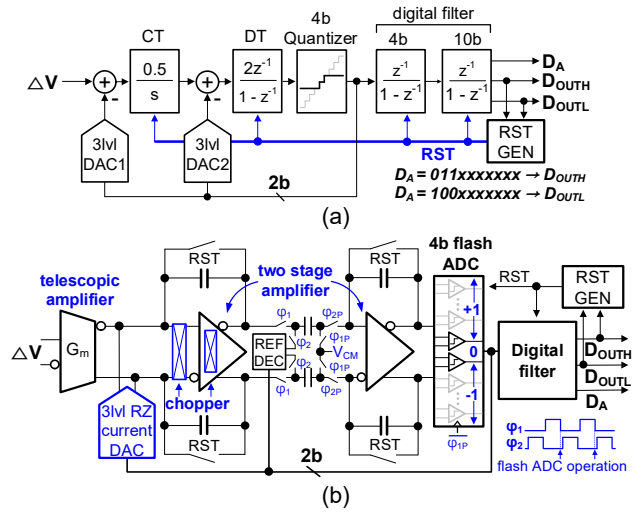 CT
DT
4b
Quantizer
digital filter
4b
10b
△V
+
-
0.5
s
+
-
2z-1
1 - z-1
z-1
1 - z-1
z-1
1 - z-1
DA
DOUTH
DOUTL
3lvl
DAC1
3lvl
DAC2
RST
RST
GEN
2b
DA = 011xxxxxxx → DOUTH
DA = 100xxxxxxx → DOUTL
(a)
telescopic
amplifier
RST
two stage
amplifier
RST
4b flash
ADC
RST
RST
GEN
△V
Gm
φ1
φ2P
φ2
φ1P
REF
DEC
VCM
φ2
φ1P
φ1
φ2P
+1
0
-1
Digital
filter
DOUTH
DOUTL
DA
chopper
3lvl RZ
current
DAC
RST
RST
φ1P
φ1
φ2
flash ADC operation
2b
(b)